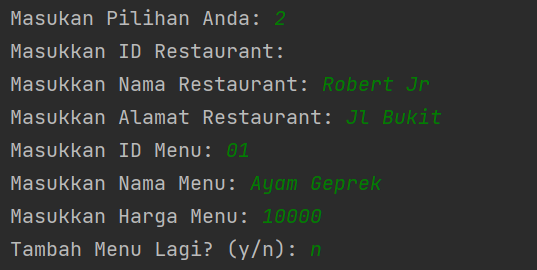 Masukan Pilihan Anda: 2
Masukkan ID Restaurant:
Masukkan Nama Restaurant: Robert Jr
Masukkan Alamat Restaurant: Jl Bukit
Masukkan ID Menu: 01
Masukkan Nama Menu: Ayam Geprek
Masukkan Harga Menu: 10000
Tambah Menu Lagi? (y/n): n